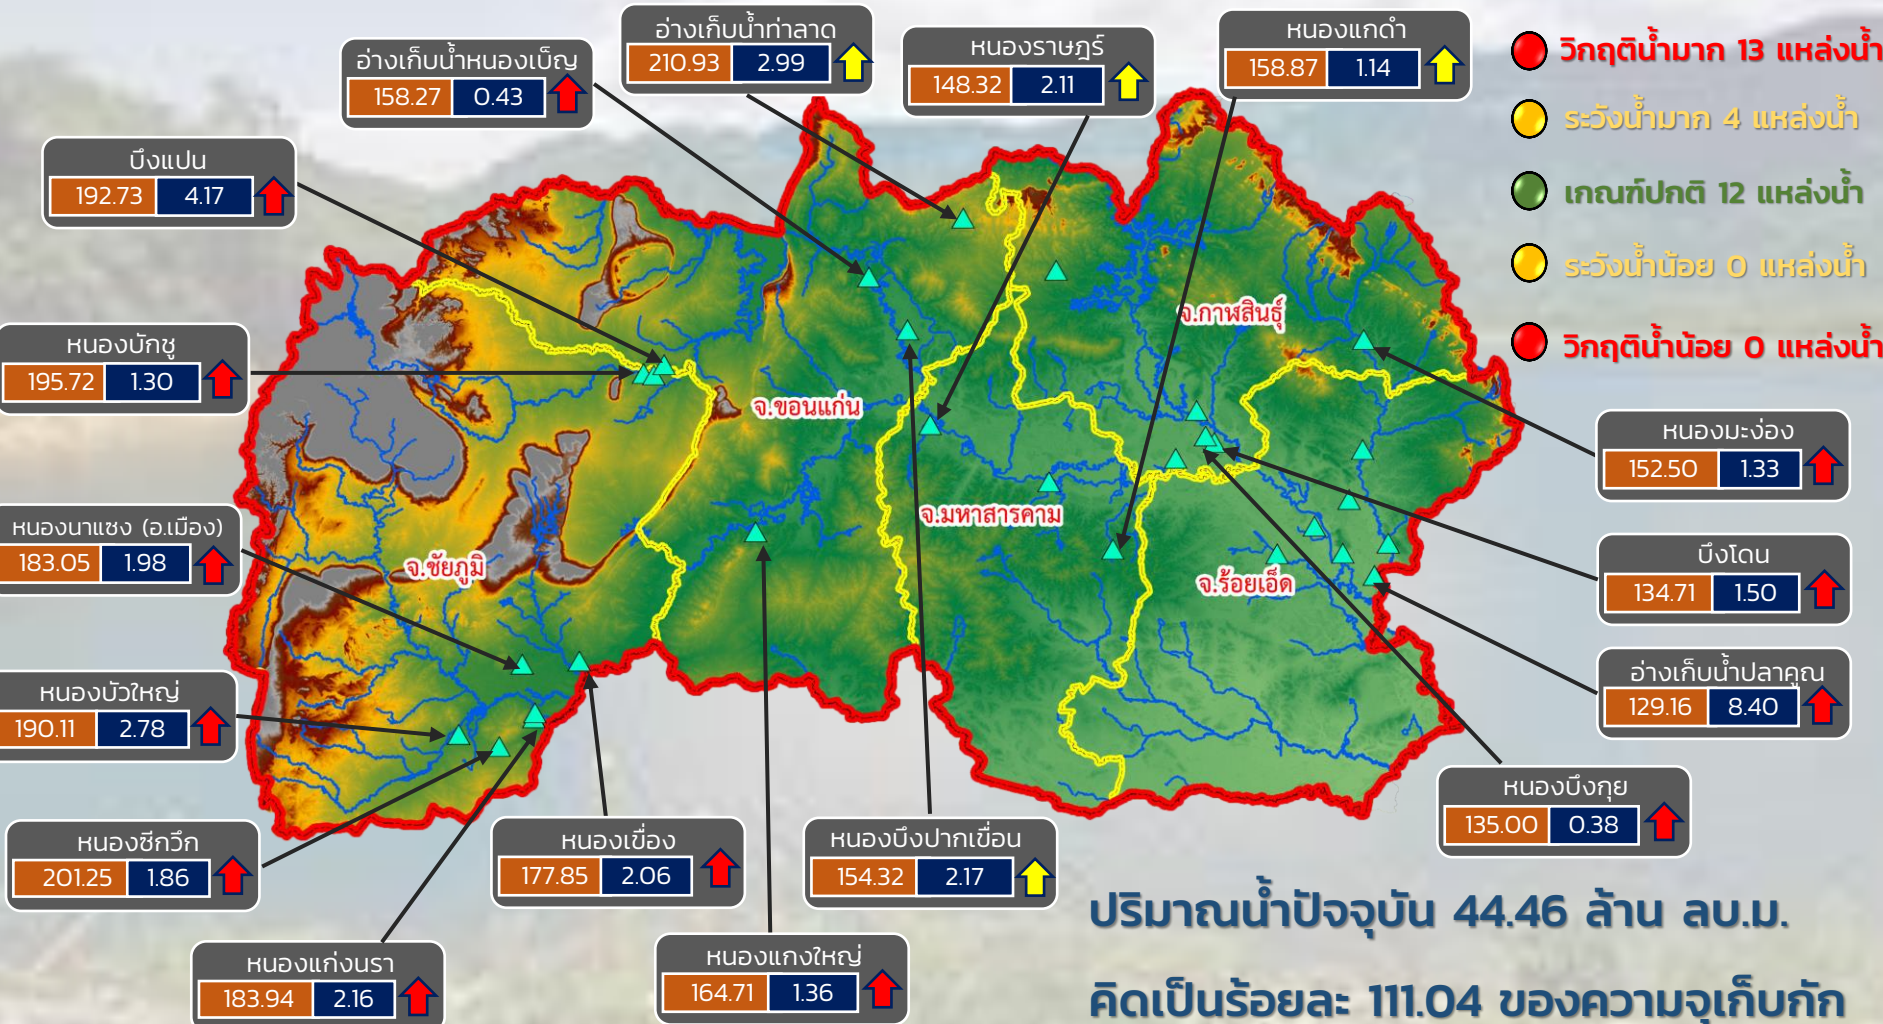 อ่างเก็บน้ำท่าลาด
210.93 2.99
หนองแกดำ
158.87 1.14
หนองราษฎร์
148.32 2.11
อ่างเก็บน้ำหนองเบ็ญ
158.27 0.43
วิกฤติน้ำมาก 13 แหล่งน้ำ
ระวังน้ำมาก 4 แหล่งน้ำ
เกณฑ์ปกติ 12 แหล่งน้ำ
ระวังน้ำน้อย 0 แหล่งน้ำ
วิกฤติน้ำน้อย 0 แหล่งน้ำ
บึงแปน
192.73 4.17
หนองบักซู
195.72 1.30
จ.กาฬสินธุ์
จ.ขอนแก่น
จ.มหาสารคาม
จ.ชัยภูมิ
จ.ร้อยเอ็ด
หนองมะง่อง
152.50 1.33
หนองนาแซง (อ.เมือง)
183.05 1.98
บึงโดน
134.71 1.50
หนองบัวใหญ่
190.11 2.78
อ่างเก็บน้ำปลาคูณ
129.16 8.40
หนองบึงกุย
135.00 0.38
หนองซีกวึก
201.25 1.86
หนองเขื่อง
177.85 2.06
หนองบึงปากเขื่อน
154.32 2.17
หนองแก่งนรา
183.94 2.16
หนองแกงใหญ่
164.71 1.36
ปริมาณน้ำปัจจุบัน 44.46 ล้าน ลบ.ม.
คิดเป็นร้อยละ 111.04 ของความจุเก็บกัก